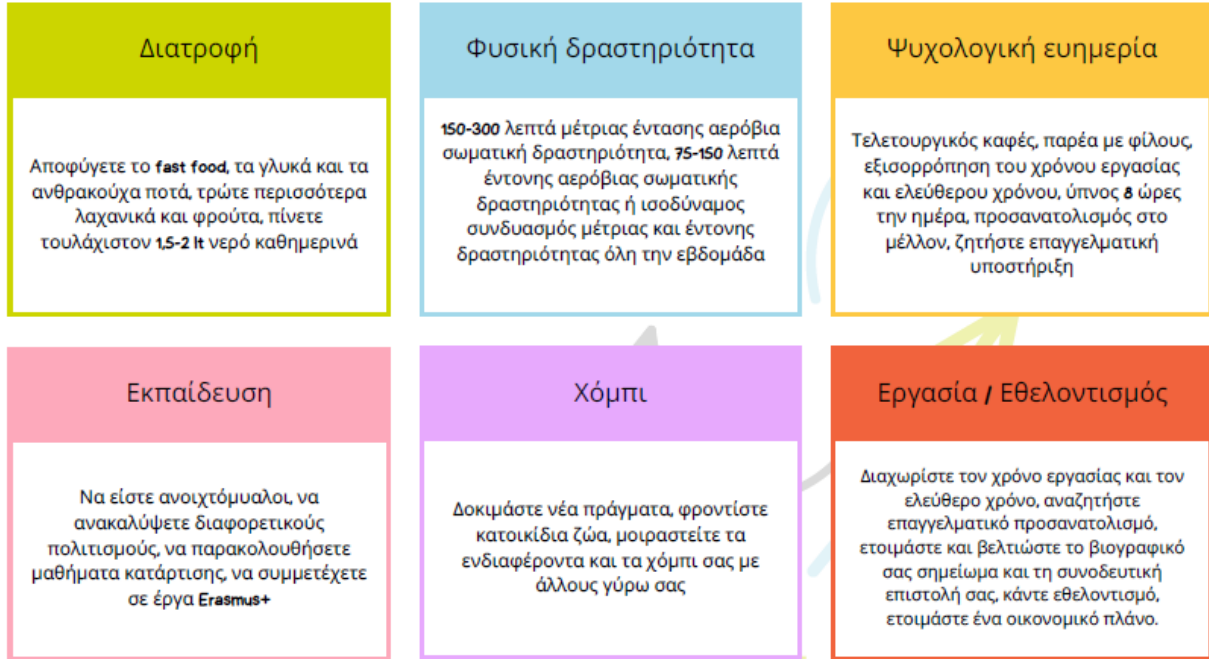 Διατροφή
Αποφύγετε το fast food, τα γλυκά και τα
ανθρακούχα ποτά, τρώτε περισσότερα
λαχανικά και φρούτα, πίνετε
τουλάχιστον 1,5-2 lt νερό καθημερινά
Φυσική δραστηριότητα
150-300 λεπτά μέτριας έντασης αερόβια
σωματική δραστηριότητα, 75-150 λεπτά
έντονης αερόβιας σωματικής
δραστηριότητας ή ισοδύναμος
συνδυασμός μέτριας και έντονης
δραστηριότητας όλη την εβδομάδα
Ψυχολογική ευημερία
Τελετουργικός καφές, παρέα με φίλους,
εξισορρόπηση του χρόνου εργασίας
και ελεύθερου χρόνου, ύπνος 8 ώρες
την ημέρα, προσανατολισμός στο
μέλλον, ζητήστε επαγγελματική
υποστήριξη
Εκπαίδευση
Να είστε ανοιχτόμυαλοι, να
ανακαλύψετε διαφορετικούς
πολιτισμούς, να παρακολουθήσετε
μαθήματα κατάρτισης, να συμμετέχετε
σε έργα Erasmus+
Χόμπι
Δοκιμάστε νέα πράγματα, φροντίστε
κατοικίδια ζώα, μοιραστείτε τα
ενδιαφέροντα και τα χόμπι σας με
άλλους γύρω σας
Εργασία / Εθελοντισμός
Διαχωρίστε τον χρόνο εργασίας και τον
ελεύθερο χρόνο, αναζητήστε
επαγγελματικό προσανατολισμό,
ετοιμάστε και βελτιώστε το βιογραφικό
σας σημείωμα και τη συνοδευτική
επιστολή σας, κάντε εθελοντισμό,
ετοιμάστε ένα οικονομικό πλάνο.